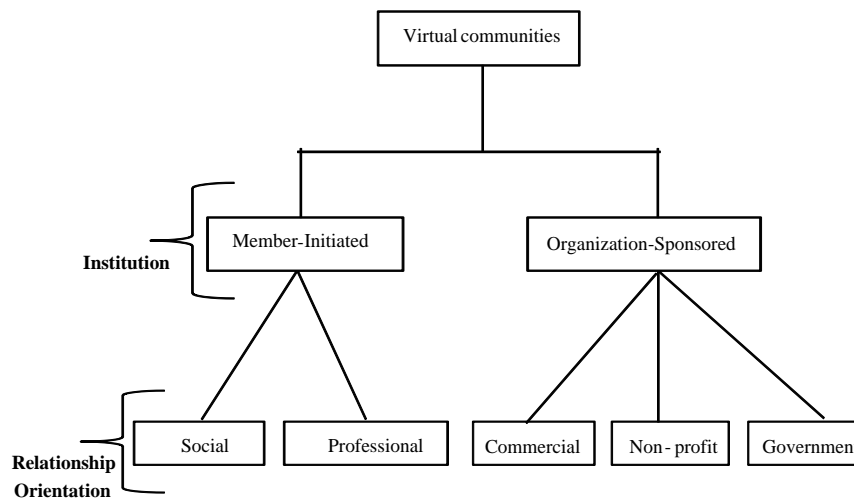 Virtual communities
Member-Initiated
Organization-Sponsored
Institution
Social
Professional
Commercial
Non - profit
Governmen
Relationship
Orientation